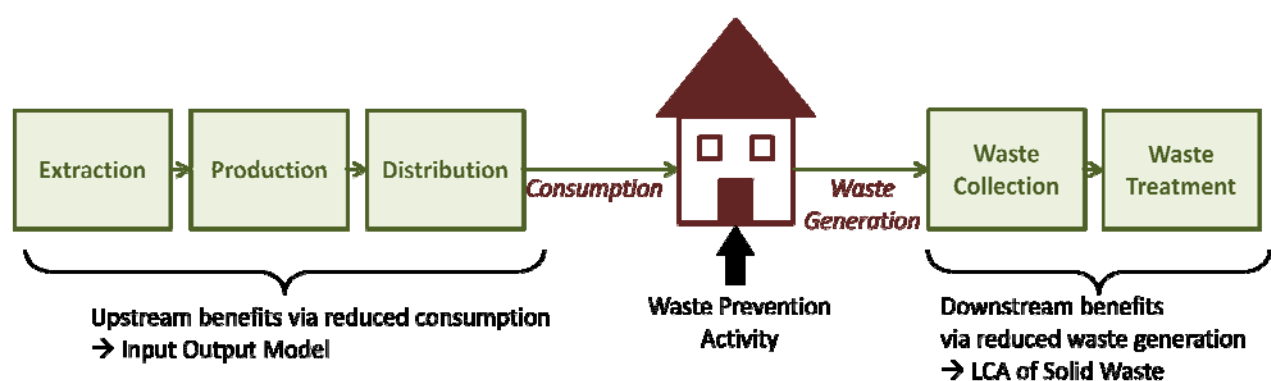 Extraction
Production
Distribution
Consumption
Waste
Generation
Waste
Collection
Waste
Treatment
Upstream benefits via reduced consumption
→ Input Output Model
Waste Prevention
Activity
Downstream benefits
via reduced waste generation
→ LCA of Solid Waste